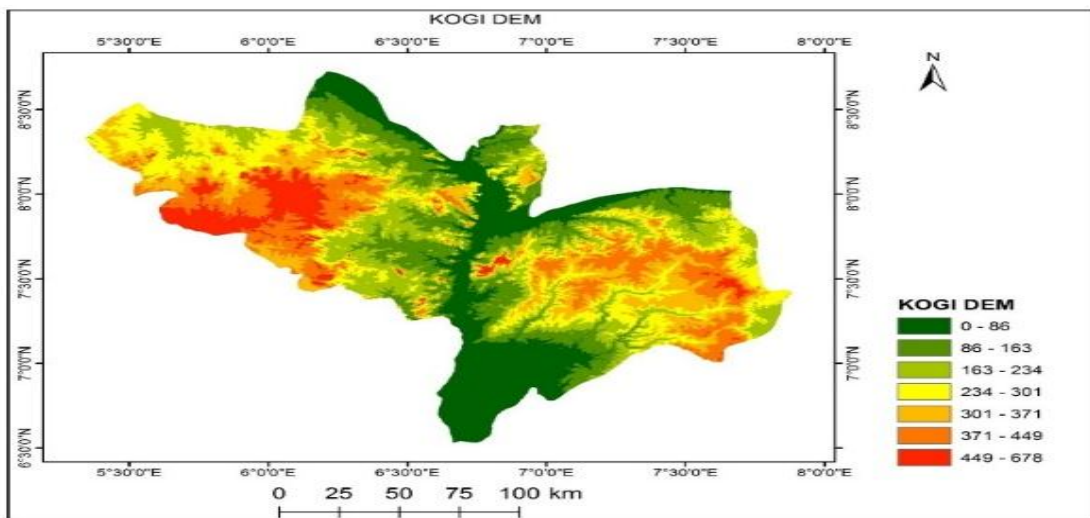 KOGI DEM
5°30'0"E 6°0'0"E 6°30'0"E 7°0'0"E 7°30'0"E 8°0'0"E
N
8°30'0"N
8°30'0"N
8°0'0"N
8°0'0"N
7°30'0"N
7°30'0"N
7°0'0"N
7°0'0"N
6°30'0"N
6°30'0"N
KOGI DEM
0 - 86
86 - 163
163 - 234
234 - 301
301 - 371
371 - 449
449 - 678
5°30'0"E 6°0'0"E 6°30'0"E 7°0'0"E 7°30'0"E 8°0'0"E
0 25 50 75 100 km